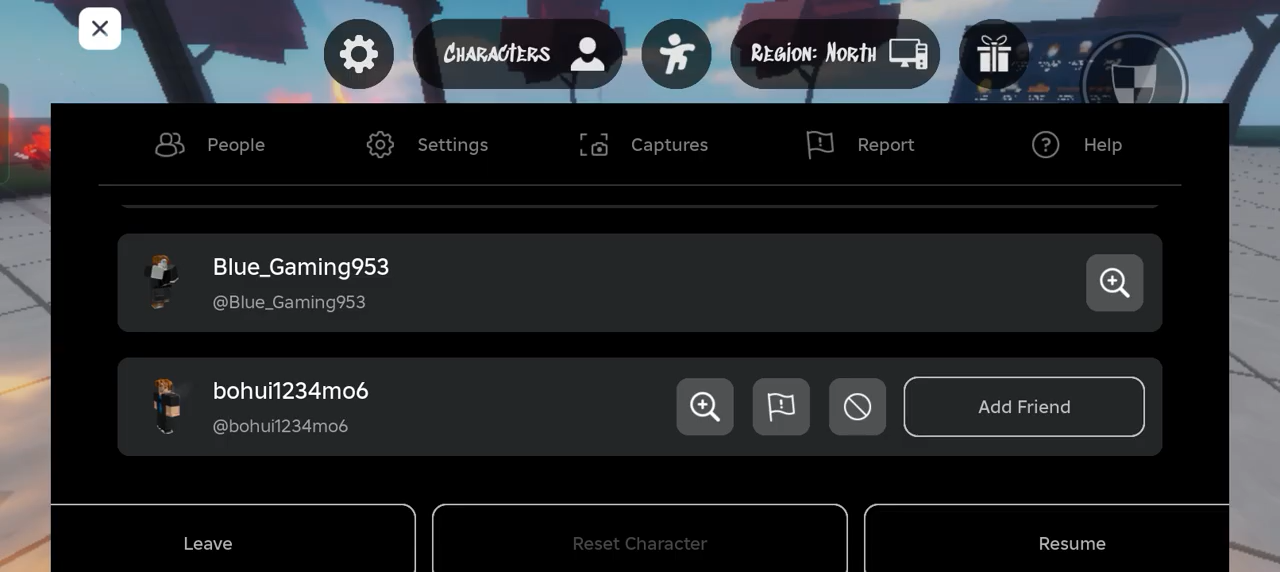 Characters
Region: North
People
Settings
Captures
Report
Help
Blue_Gaming953
@Blue_Gaming953
bohui1234mo6
@bohui1234mo6
Add Friend
Leave
Reset Character
Resume